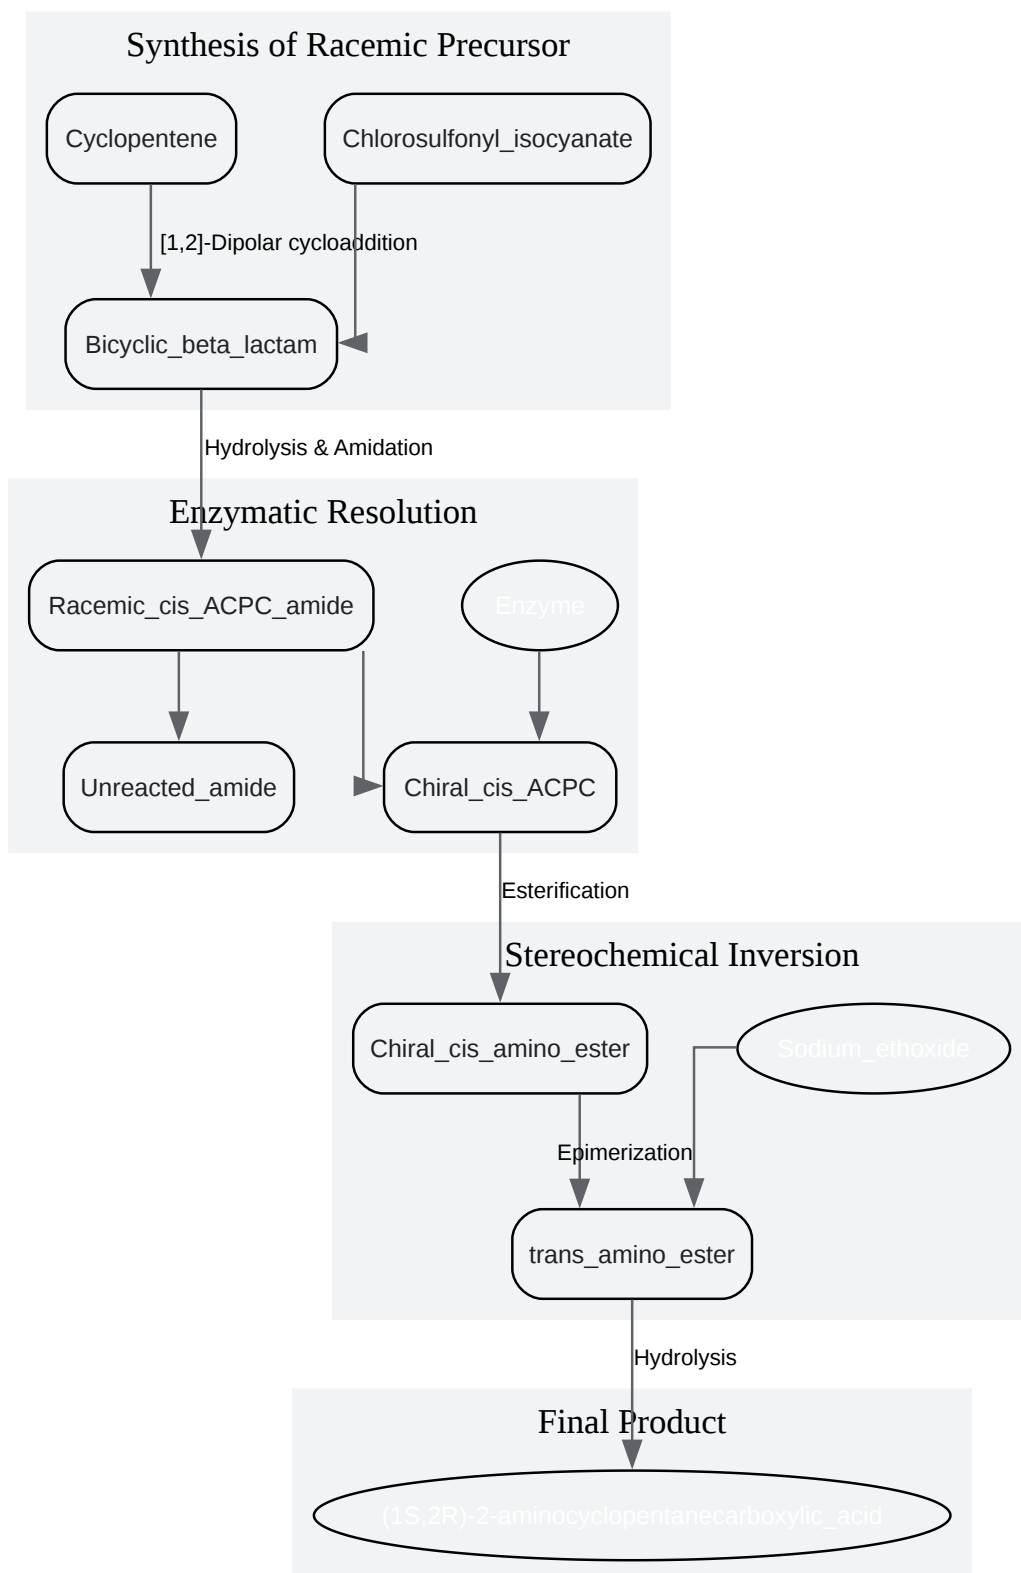 Synthesis of Racemic Precursor
Cyclopentene
Chlorosulfonyl_isocyanate
[1,2]-Dipolar cycloaddition
Bicyclic_beta_lactam
Hydrolysis & Amidation
Enzymatic Resolution
Racemic_cis_ACPC_amide
Enzyme
Unreacted_amide
Chiral_cis_ACPC
Esterification
Stereochemical Inversion
Chiral_cis_amino_ester
Sodium_ethoxide
Epimerization
trans_amino_ester
Hydrolysis
Final Product
(1S,2R)-2-aminocyclopentanecarboxylic_acid